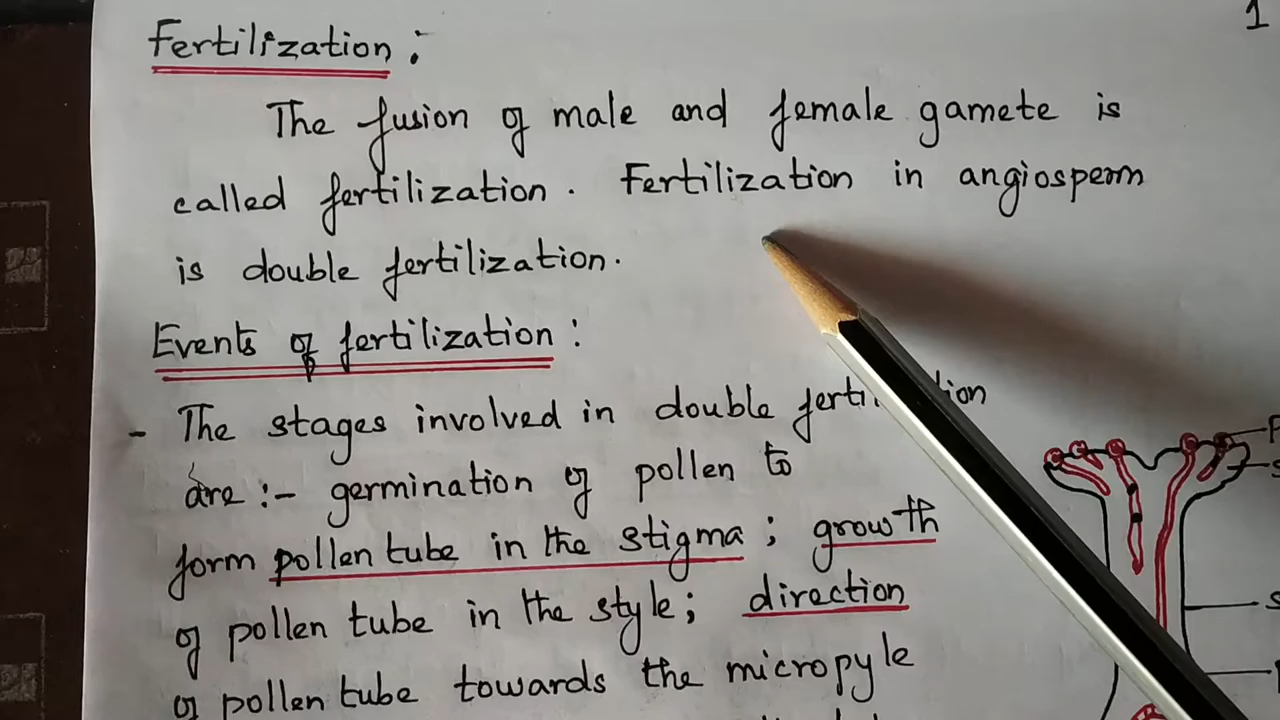 1
Fertilization :
The fusion of male and female gamete is
called fertilization. Fertilization in angiosperm
is double fertilization.
Events of fertilization :
- The stages involved in double
are :- germination of pollen to
form pollen tube in the stigma ; growth
of pollen tube in the style; direction
of pollen tube towards the micropyle